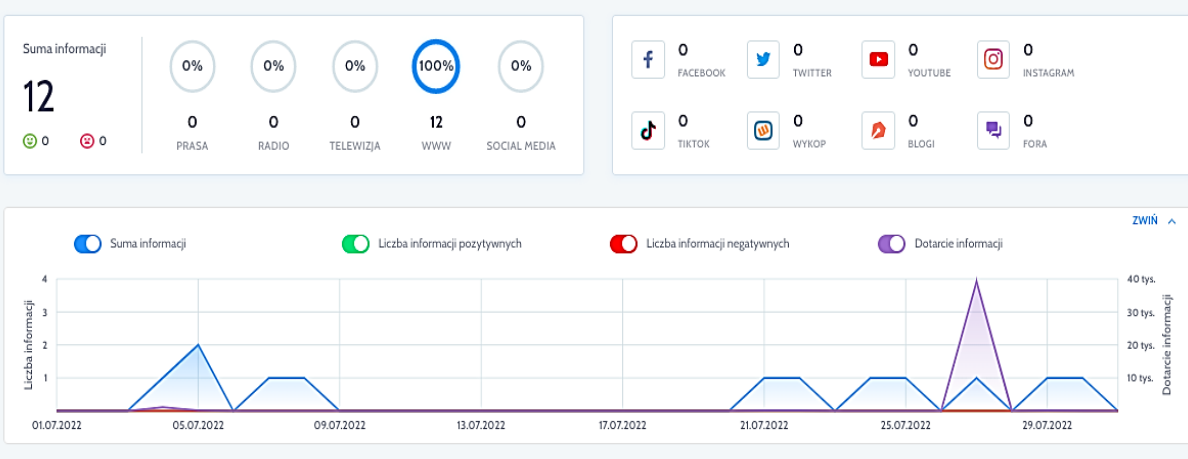 Suma informacji
12
0 0
0% 0% 0% 100% 0%
0 0 0 12 0
PRASA RADIO TELEWIZJA WWW SOCIAL MEDIA
0 0 0 0
FACEBOOK TWITTER YOUTUBE INSTAGRAM
0 0 0 0
TIKTOK WYKOP BLOGI FORA
ZWIŃ
Suma informacji Liczba informacji pozytywnych Liczba informacji negatywnych Dotarcie informacji
Liczba informacji
4
3
2
1
40 tys.
30 tys.
20 tys.
10 tys.
Dotarcie informacji
01.07.2022 05.07.2022 09.07.2022 13.07.2022 17.07.2022 21.07.2022 25.07.2022 29.07.2022